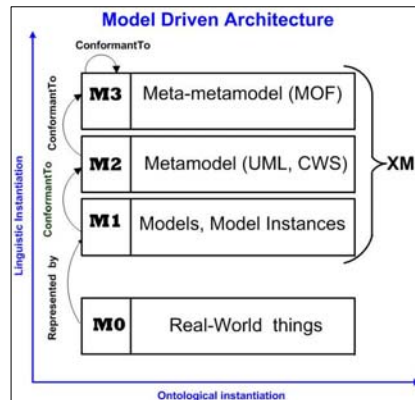 Model Driven Architecture
ConformantTo
M3 Meta-metamodel (MOF)
ConformantTo
M2 Metamodel (UML, CWS)
XM
ConformantTo
M1 Models, Model Instances
Represented by
M0 Real-World things
Linguistic Instantiation
Ontological instantiation